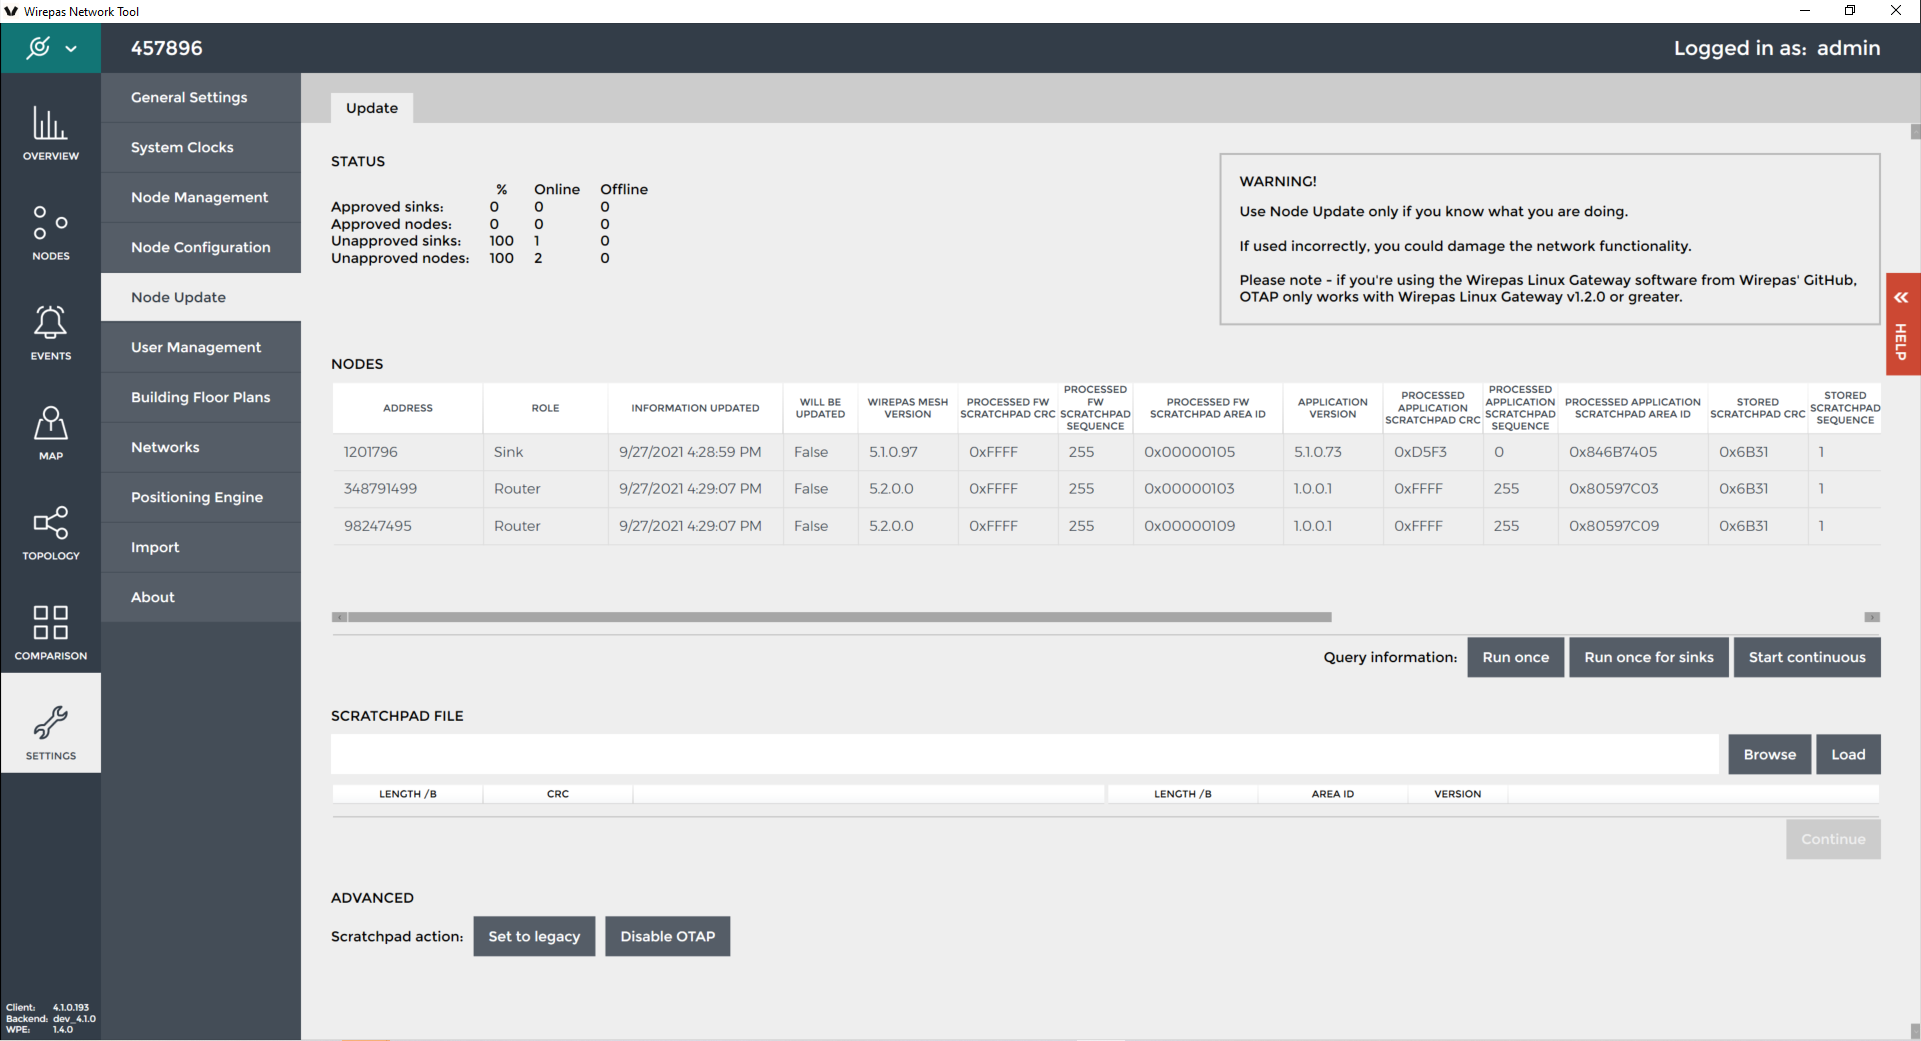 Wirepas Network Tool
457896
Logged in as: admin
OVERVIEW
NODES
EVENTS
MAP
TOPOLOGY
COMPARISON
SETTINGS
Client: 4.1.0.193
Backend: dev_4.1.0
WPE: 1.4.0
General Settings
System Clocks
Node Management
Node Configuration
Node Update
User Management
Building Floor Plans
Networks
Positioning Engine
Import
About
Update
STATUS
% Online Offline
Approved sinks: 0 0 0
Approved nodes: 0 0 0
Unapproved sinks: 100 1 0
Unapproved nodes: 100 2 0
WARNING!
Use Node Update only if you know what you are doing.
If used incorrectly, you could damage the network functionality.
Please note - if you're using the Wirepas Linux Gateway software from Wirepas' GitHub,
OTAP only works with Wirepas Linux Gateway v1.2.0 or greater.
HELP
NODES
ADDRESS ROLE INFORMATION UPDATED WILL BE UPDATED WIREPAS MESH VERSION PROCESSED FW SCRATCHPAD CRC PROCESSED FW SCRATCHPAD SEQUENCE PROCESSED FW SCRATCHPAD AREA ID APPLICATION VERSION PROCESSED APPLICATION SCRATCHPAD CRC PROCESSED APPLICATION SCRATCHPAD SEQUENCE PROCESSED APPLICATION SCRATCHPAD AREA ID STORED SCRATCHPAD CRC STORED SCRATCHPAD SEQUENCE
1201796 Sink 9/27/2021 4:28:59 PM False 5.1.0.97 0xFFFF 255 0x00000105 5.1.0.73 0xD5F3 0 0x846B7405 0x6B31 1
348791499 Router 9/27/2021 4:29:07 PM False 5.2.0.0 0xFFFF 255 0x00000103 1.0.0.1 0xFFFF 255 0x80597C03 0x6B31 1
98247495 Router 9/27/2021 4:29:07 PM False 5.2.0.0 0xFFFF 255 0x00000109 1.0.0.1 0xFFFF 255 0x80597C09 0x6B31 1
Query information: Run once Run once for sinks Start continuous
SCRATCHPAD FILE
Browse Load
LENGTH /B CRC LENGTH /B AREA ID VERSION
Continue
ADVANCED
Scratchpad action: Set to legacy Disable OTAP